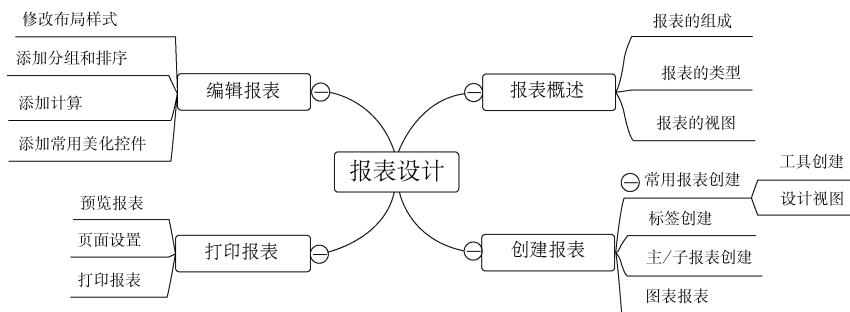 报表设计
报表概述
报表的组成
报表的类型
报表的视图
创建报表
常用报表创建
工具创建
设计视图
标签创建
主/子报表创建
图表报表
编辑报表
修改布局样式
添加分组和排序
添加计算
添加常用美化控件
打印报表
预览报表
页面设置
打印报表